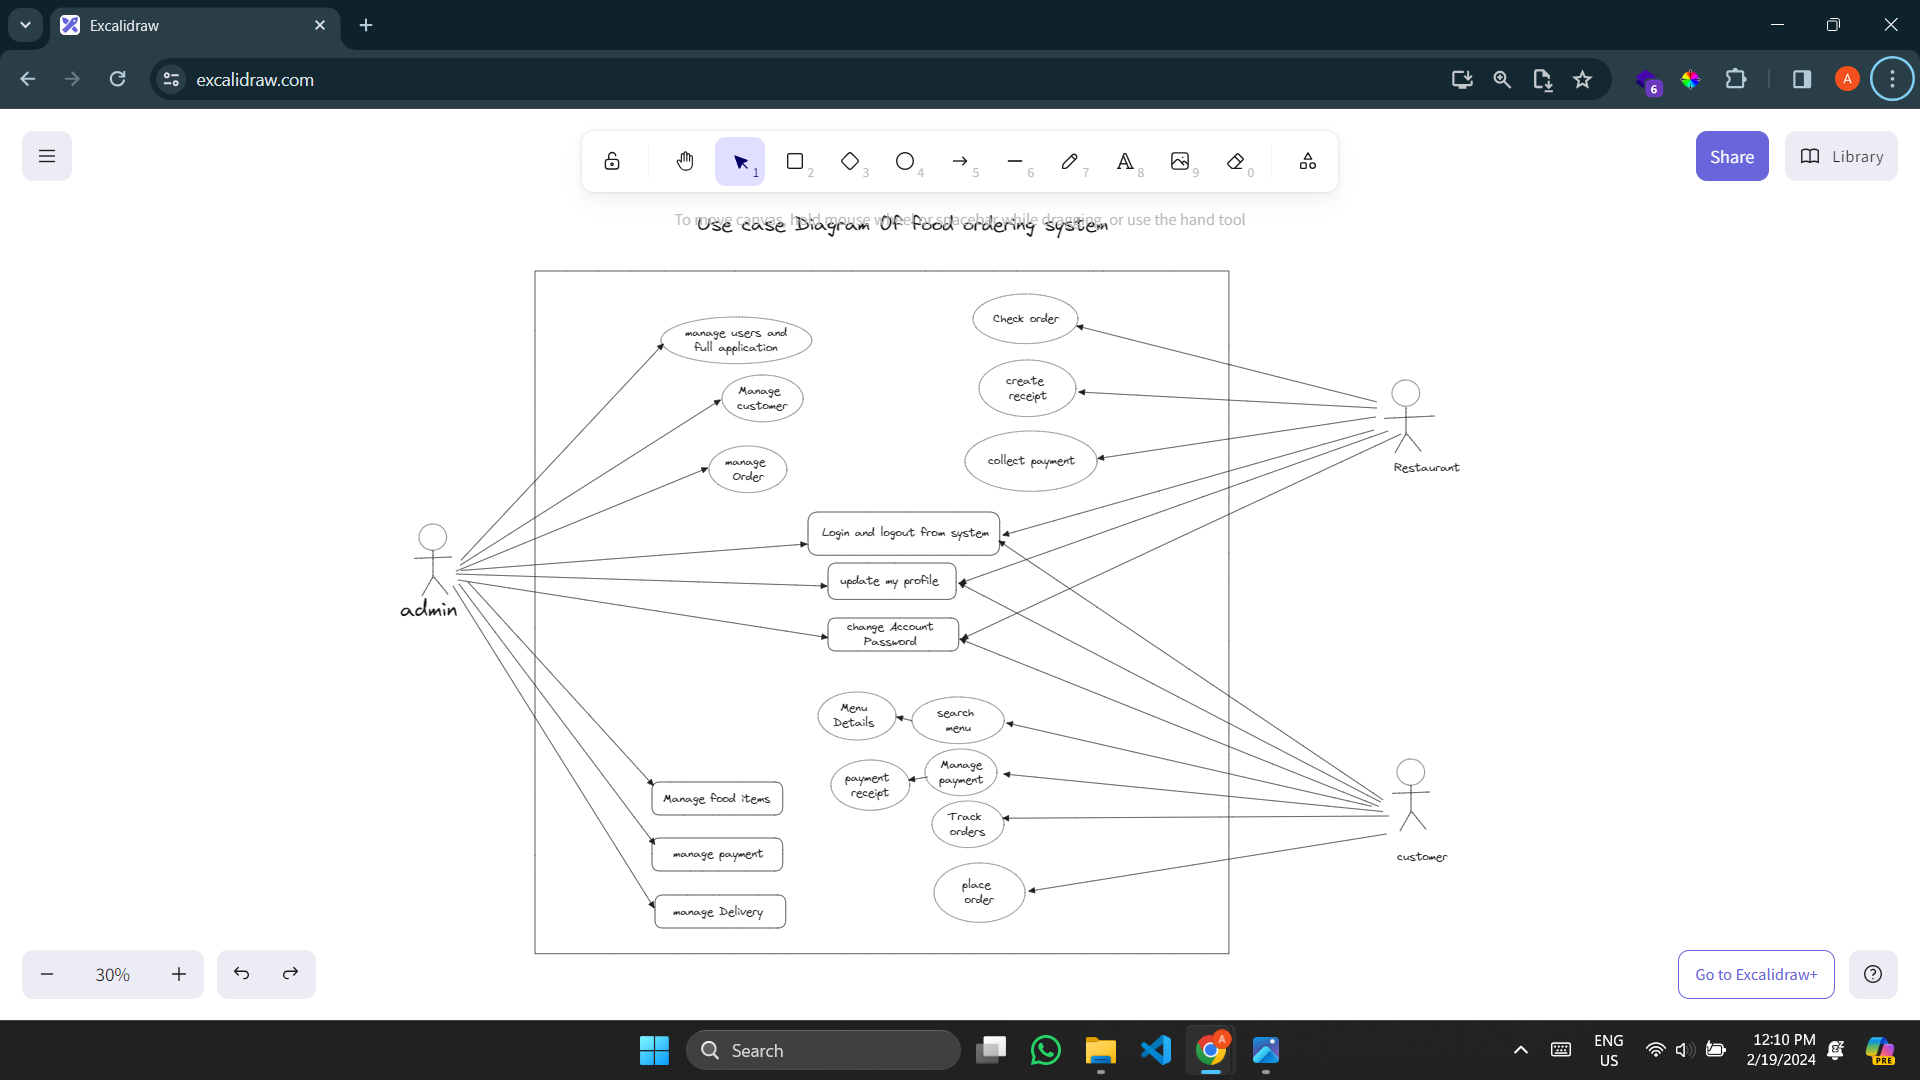 Excalidraw
excalidraw.com
6
A
1
2
3
4
5
6
7
8
9
0
Share
Library
To move canvas, hold mouse wheel or spacebar while dragging, or use the hand tool
Use case Diagram Of food ordering system
manage users and
full application
Manage
customer
manage
Order
Check order
create
receipt
collect payment
Restaurant
Login and logout from system
update my profile
change Account
Password
admin
Menu
Details
search
menu
payment
receipt
Manage
payment
Track
orders
place
order
customer
Manage food items
manage payment
manage Delivery
30%
Go to Excalidraw+
Search
A
ENG
US
12:10 PM
2/19/2024
PRE